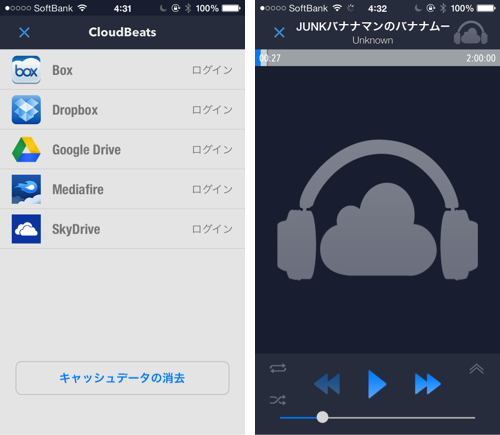 SoftBank 4:31
CloudBeats
box Box ログイン
Dropbox ログイン
Google Drive ログイン
Mediafire ログイン
SkyDrive ログイン
キャッシュデータの消去
SoftBank 4:32
JUNKバナナマンのバナナムー
Unknown
00:27 2:00:00